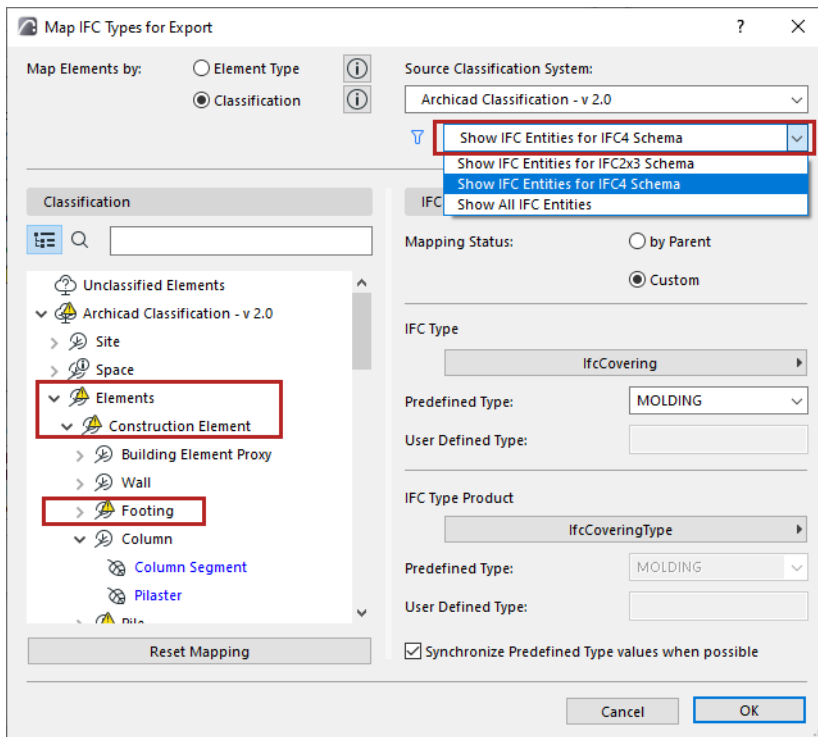 Map IFC Types for Export
?
Map Elements by:
Element Type
Classification
Source Classification System:
Archicad Classification - v 2.0
Show IFC Entities for IFC4 Schema
Show IFC Entities for IFC2x3 Schema
Show IFC Entities for IFC4 Schema
Show All IFC Entities
Classification
Unclassified Elements
Archicad Classification - v 2.0
Site
Space
Elements
Construction Element
Building Element Proxy
Wall
Footing
Column
Column Segment
Pilaster
Pile
Reset Mapping
IFC
Mapping Status:
by Parent
Custom
IFC Type
IfcCovering
Predefined Type:
MOLDING
User Defined Type:
IFC Type Product
IfcCoveringType
Predefined Type:
MOLDING
User Defined Type:
Synchronize Predefined Type values when possible
Cancel
OK